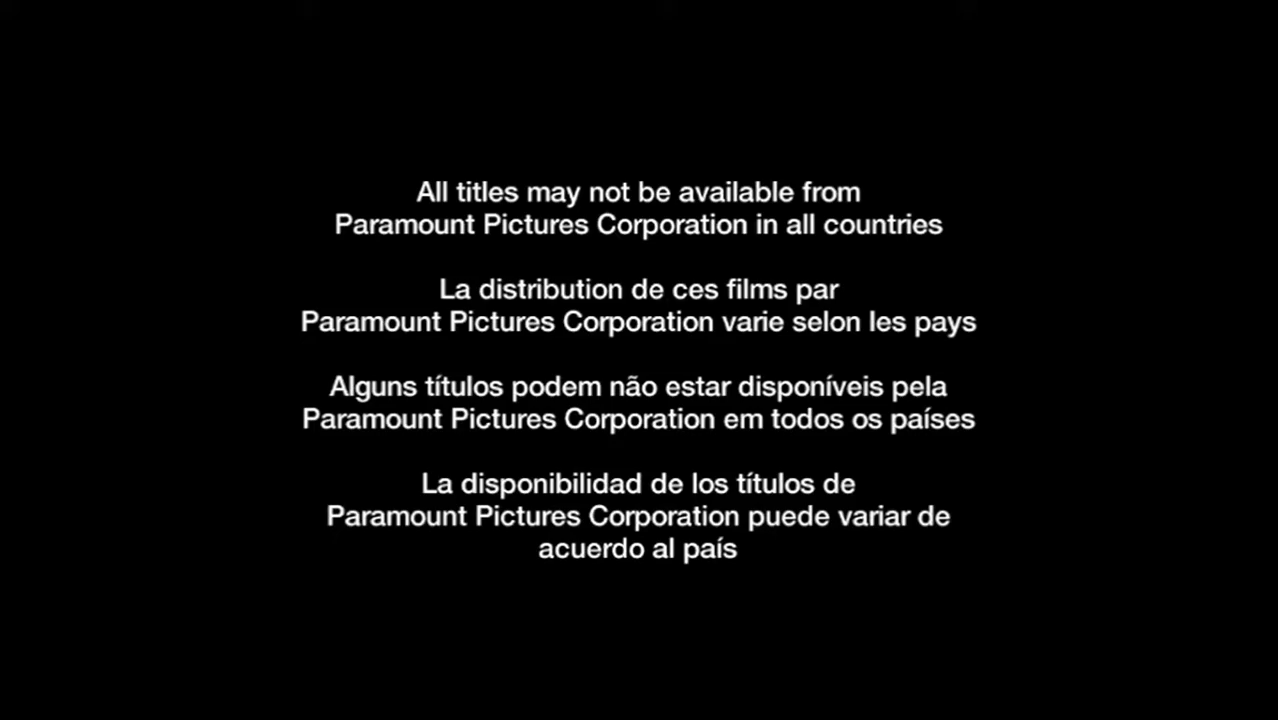 All titles may not be available from
Paramount Pictures Corporation in all countries
La distribution de ces films par
Paramount Pictures Corporation varie selon les pays
Alguns títulos podem não estar disponíveis pela
Paramount Pictures Corporation em todos os países
La disponibilidad de los títulos de
Paramount Pictures Corporation puede variar de
acuerdo al país